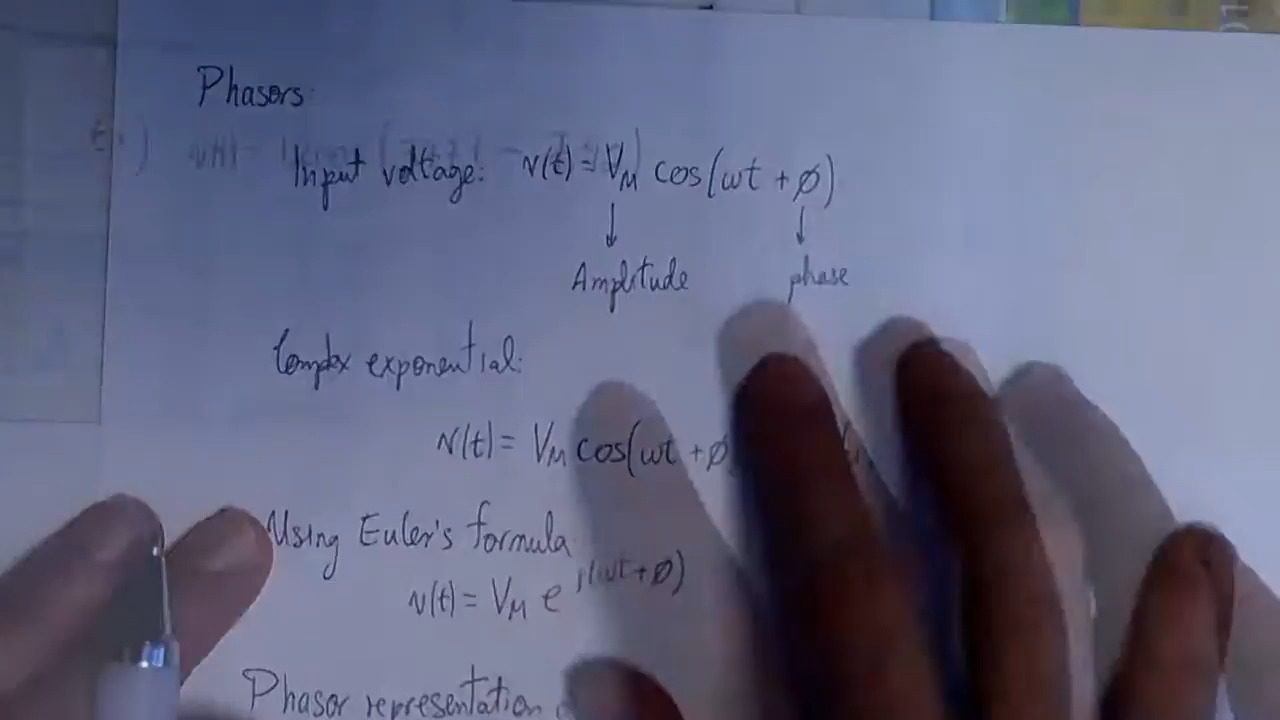 Phasors:
Input voltage: v(t) = V_M cos(ωt + ø)
↓ ↓
Amplitude phase
Complex exponential:
v(t) = V_M cos(ωt + ø
Using Euler's formula
v(t) = V_M e^j(ωt + ø)
Phasor representation